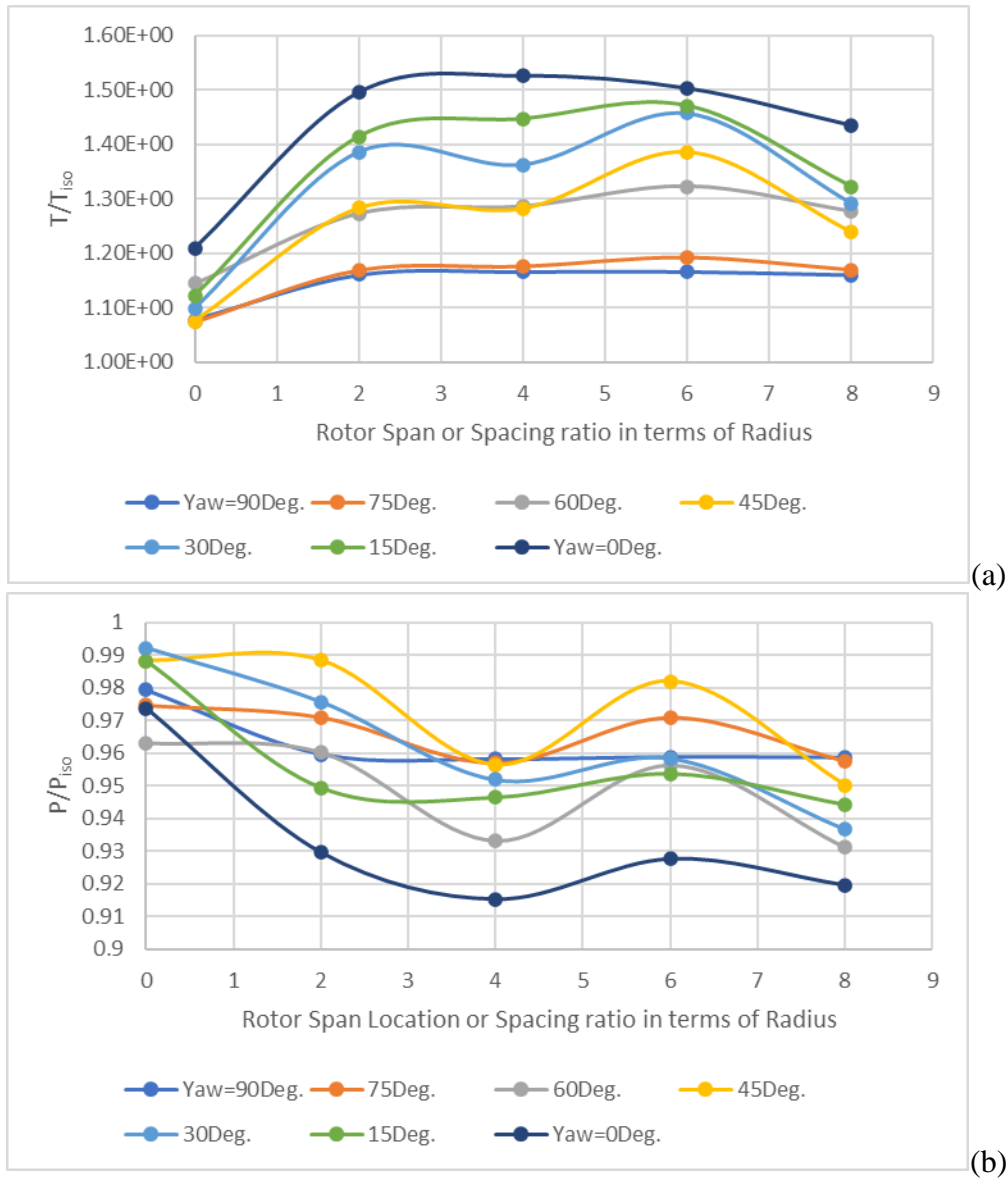 1.60E+00
1.50E+00
1.40E+00
1.30E+00
1.20E+00
1.10E+00
1.00E+00
T/Tiso
0 1 2 3 4 5 6 7 8 9
Rotor Span or Spacing ratio in terms of Radius
Yaw=90Deg. 75Deg. 60Deg. 45Deg.
30Deg. 15Deg. Yaw=0Deg.
(a)
1
0.99
0.98
0.97
0.96
0.95
0.94
0.93
0.92
0.91
0.9
P/Piso
0 1 2 3 4 5 6 7 8 9
Rotor Span Location or Spacing ratio in terms of Radius
Yaw=90Deg. 75Deg. 60Deg. 45Deg.
30Deg. 15Deg. Yaw=0Deg.
(b)